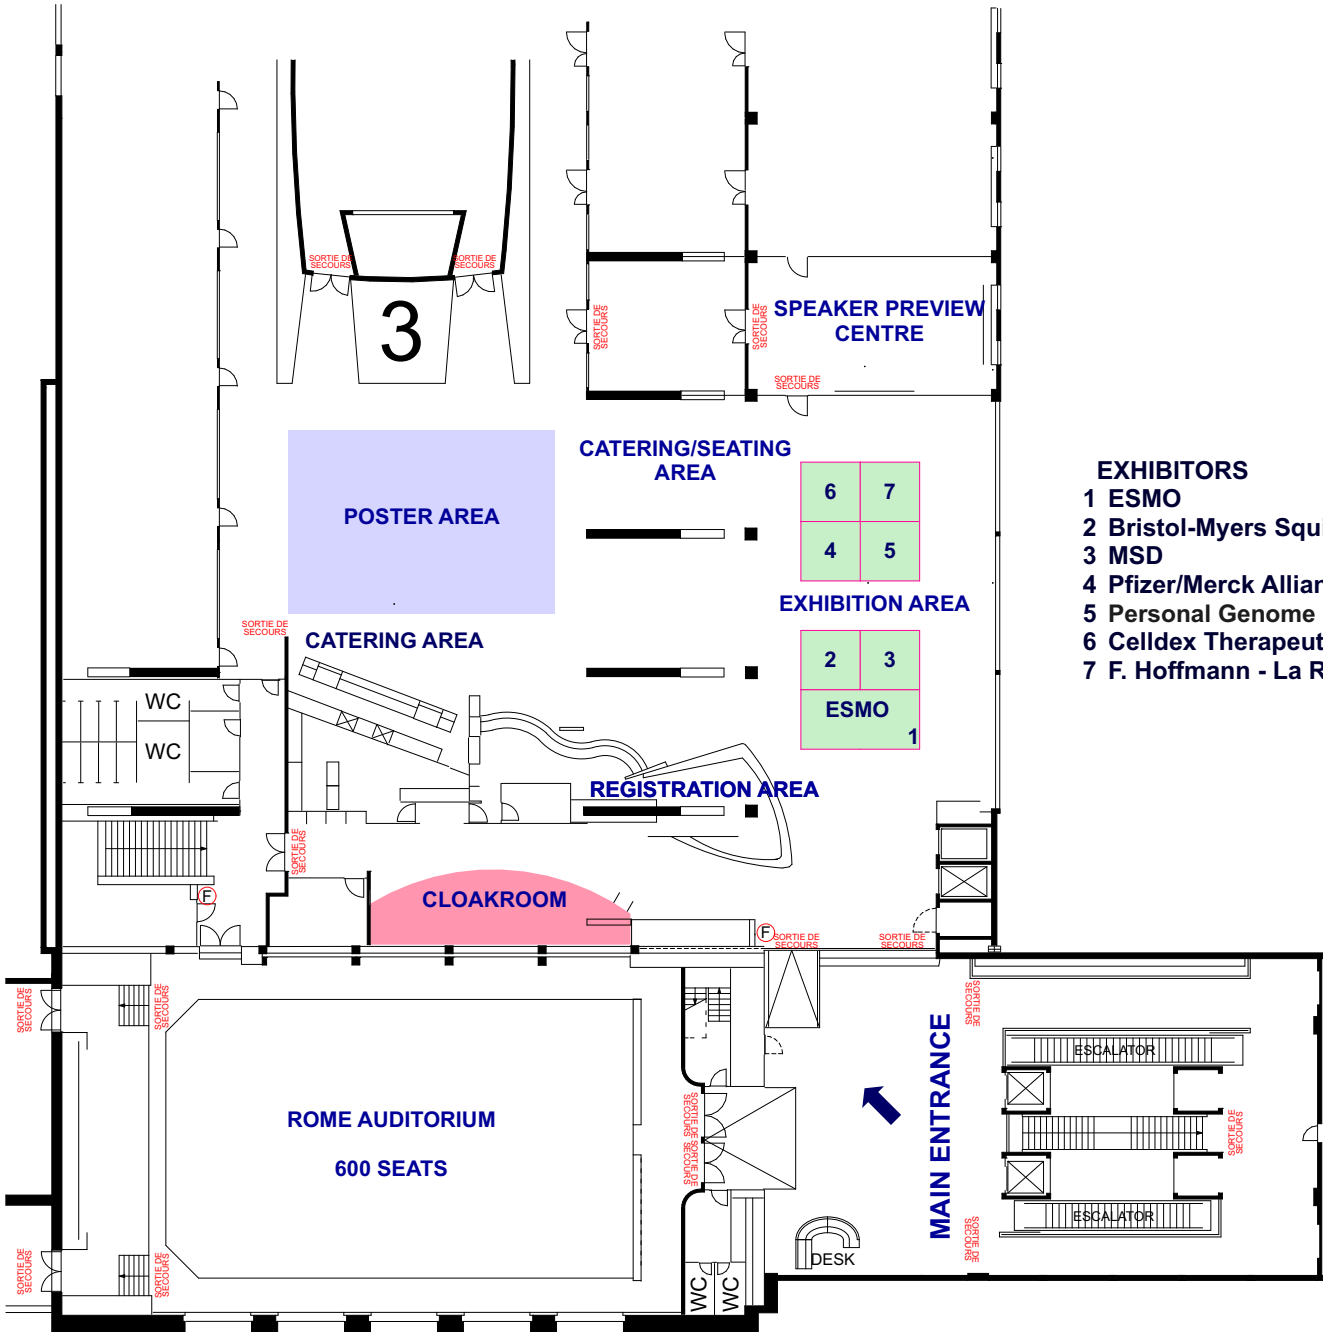 SORTIE DE
SECOURS
SORTIE DE
SECOURS
3
SORTIE DE
SECOURS
SORTIE DE
SECOURS
SPEAKER PREVIEW
CENTRE
SORTIE DE
SECOURS
CATERING/SEATING
AREA
POSTER AREA
6
7
4
5
EXHIBITION AREA
EXHIBITORS
1 ESMO
2 Bristol-Myers
3 MSD
4 Pfizer/Merck
5 Personal Genome
6 Celldex
7 F. Hoffmann - La
SORTIE DE
SECOURS
CATERING AREA
2
3
ESMO
1
WC
WC
REGISTRATION AREA
SORTIE DE
SECOURS
F
CLOAKROOM
F
SORTIE DE
SECOURS
SORTIE DE
SECOURS
SORTIE DE
SECOURS
SORTIE DE
SECOURS
SORTIE DE
SECOURS
MAIN ENTRANCE
ESCALATOR
ROME AUDITORIUM
600 SEATS
SORTIE DE
SECOURS
SORTIE DE
SECOURS
SORTIE DE
SECOURS
ESCALATOR
SORTIE DE
SECOURS
SORTIE DE
SECOURS
SORTIE DE
SECOURS
DESK
WC
WC